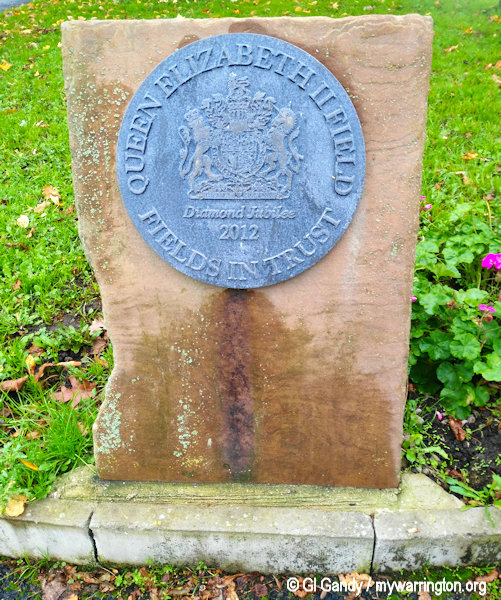 QUEEN ELIZABETH II FIELD
Diamond Jubilee
2012
FIELDS IN TRUST
© GI Gandy / mywarrington.org